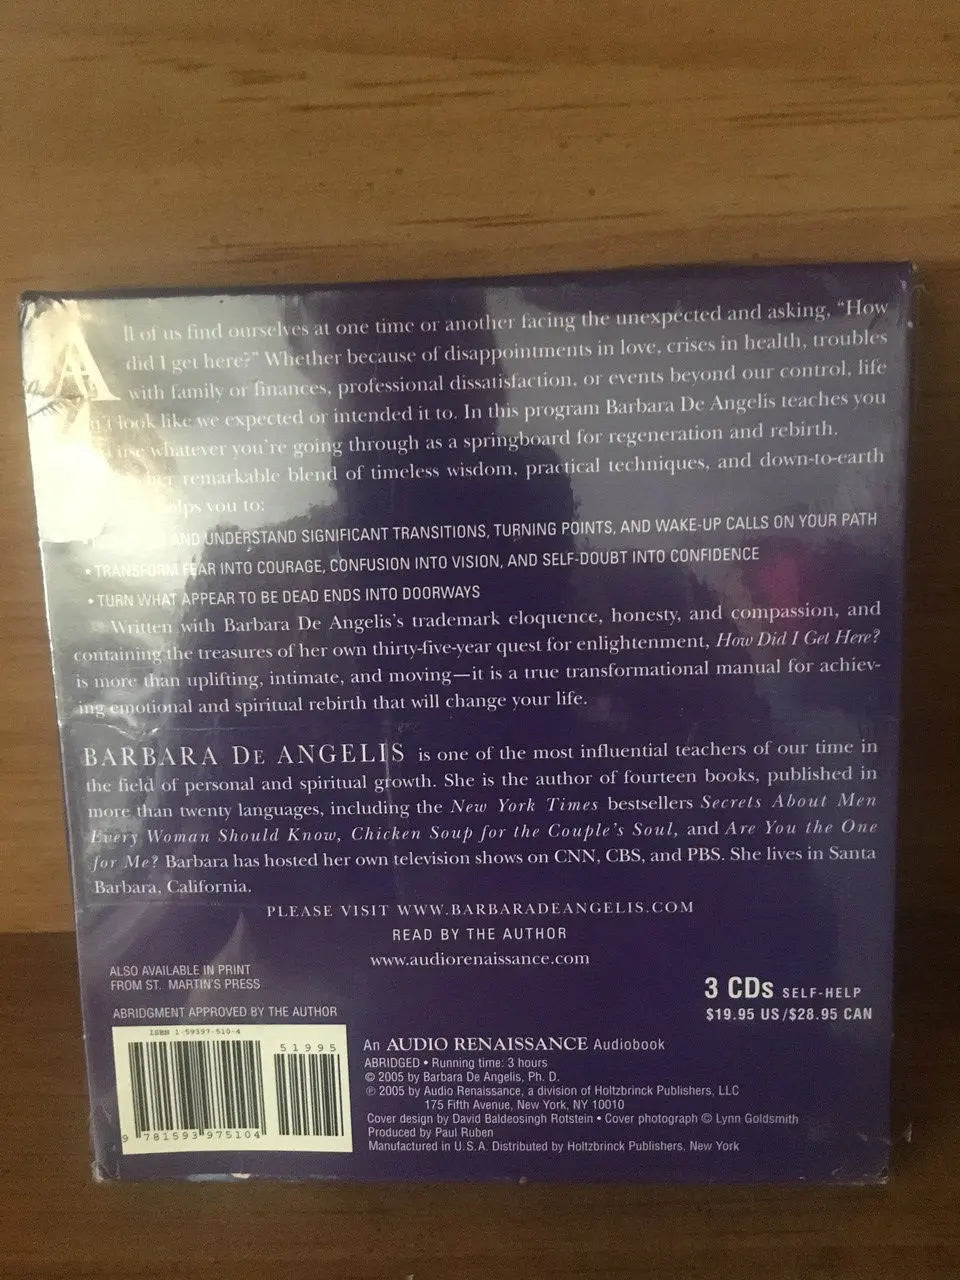 All of us find ourselves at one time or another facing the unexpected and asking, “How
did I get here?” Whether because of disappointments in love, crises in health, troubles
with family or finances, professional dissatisfaction, or events beyond our control, life
look like we expected or intended it to. In this program Barbara De Angelis teaches you
use whatever you’re going through as a springboard for regeneration and rebirth.
her remarkable blend of timeless wisdom, practical techniques, and down-to-earth
you to:
AND UNDERSTAND SIGNIFICANT TRANSITIONS, TURNING POINTS, AND WAKE-UP CALLS ON YOUR PATH
• TRANSFORM FEAR INTO COURAGE, CONFUSION INTO VISION, AND SELF-DOUBT INTO CONFIDENCE
• TURN WHAT APPEAR TO BE DEAD ENDS INTO DOORWAYS
Written with Barbara De Angelis’s trademark eloquence, honesty, and compassion, and
containing the treasures of her own thirty-five-year quest for enlightenment, How Did I Get Here?
is more than uplifting, intimate, and moving—it is a true transformational manual for achiev-
ing emotional and spiritual rebirth that will change your life.
BARBARA DE ANGELIS is one of the most influential teachers of our time in
the field of personal and spiritual growth. She is the author of fourteen books, published in
more than twenty languages, including the New York Times bestsellers Secrets About Men
Every Woman Should Know, Chicken Soup for the Couple’s Soul, and Are You the One
for Me? Barbara has hosted her own television shows on CNN, CBS, and PBS. She lives in Santa
Barbara, California.
PLEASE VISIT WWW.BARBARADEANGELIS.COM
READ BY THE AUTHOR
www.audiorenaissance.com
ALSO AVAILABLE IN PRINT
FROM ST. MARTIN’S PRESS
ABRIDGMENT APPROVED BY THE AUTHOR
3 CDs SELF-HELP
$19.95 US/$28.95 CAN
ISBN 1-59397-510-4
51995
9 781593 975104
An AUDIO RENAISSANCE Audiobook
ABRIDGED • Running time: 3 hours
© 2005 by Barbara De Angelis, Ph. D.
℗ 2005 by Audio Renaissance, a division of Holtzbrinck Publishers, LLC
175 Fifth Avenue, New York, NY 10010
Cover design by David Baldeosingh Rotstein • Cover photograph © Lynn Goldsmith
Produced by Paul Ruben
Manufactured in U.S.A. Distributed by Holtzbrinck Publishers, New York